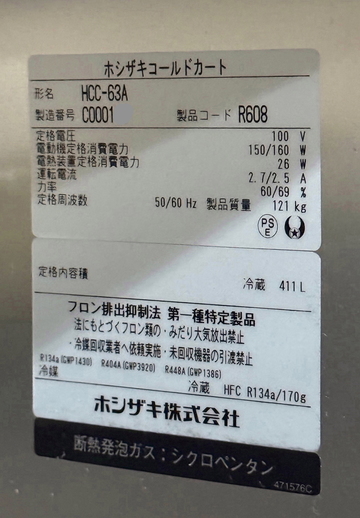 ホシザキコールドカート
形名 HCC-63A
製造番号 C0001 製品コード R608
定格電圧 100 V
電動機定格消費電力 150/160 W
電熱装置定格消費電力 26 W
運転電流 2.7/2.5 A
力率 60/69 %
定格周波数 50/60 Hz 製品質量 121 kg
PS
E
定格内容積 冷蔵 411 L
フロン排出抑制法 第一種特定製品
法にもとづくフロン類の・みだり大気放出禁止
・冷媒回収業者へ依頼実施・未回収機器の引渡禁止
R134a(GWP1430) R404A(GWP3920) R448A(GWP1386)
冷媒 冷蔵 HFC R134a/170g
ホシザキ株式会社
断熱発泡ガス：シクロペンタン
471576C